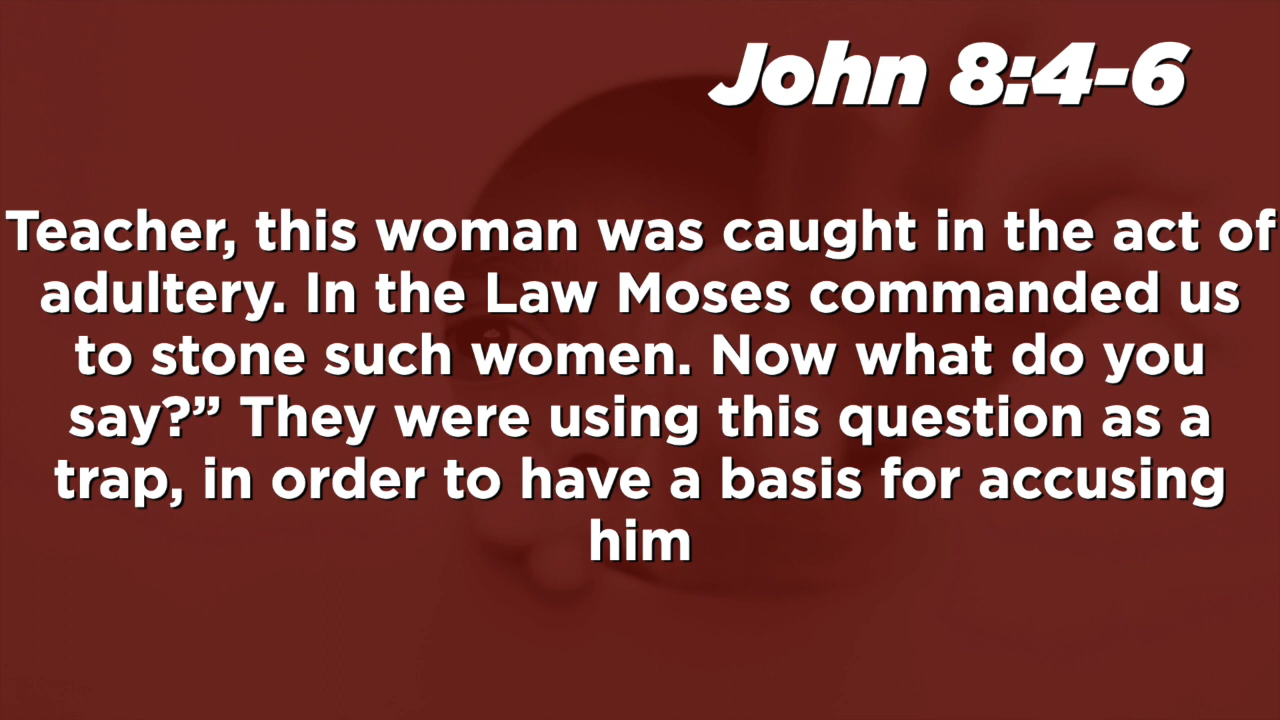 John 8:4-6
Teacher, this woman was caught in the act of
adultery. In the Law Moses commanded us
to stone such women. Now what do you
say?” They were using this question as a
trap, in order to have a basis for accusing
him